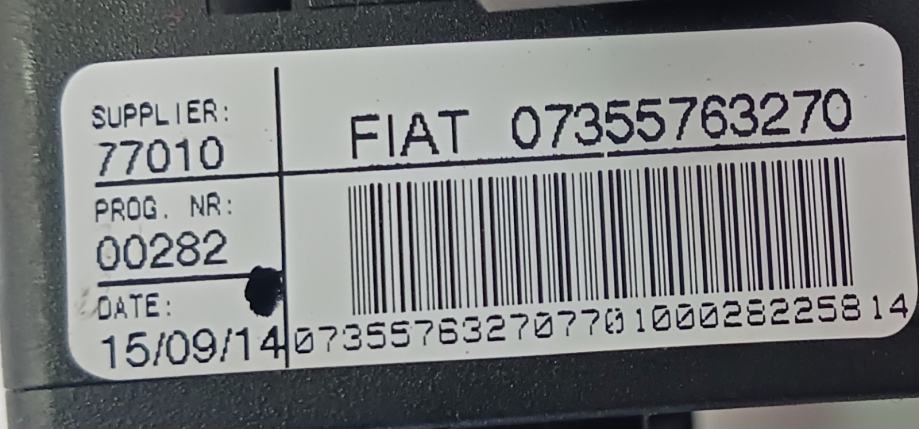 SUPPLIER:
77010
FIAT 07355763270
PROG. NR:
00282
DATE:
15/09/14
07355763270770100028225814